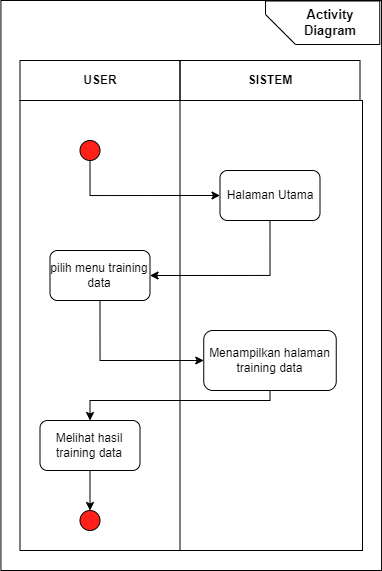 Activity
Diagram
USER
SISTEM
Halaman Utama
pilih menu training
data
Menampilkan halaman
training data
Melihat hasil
training data